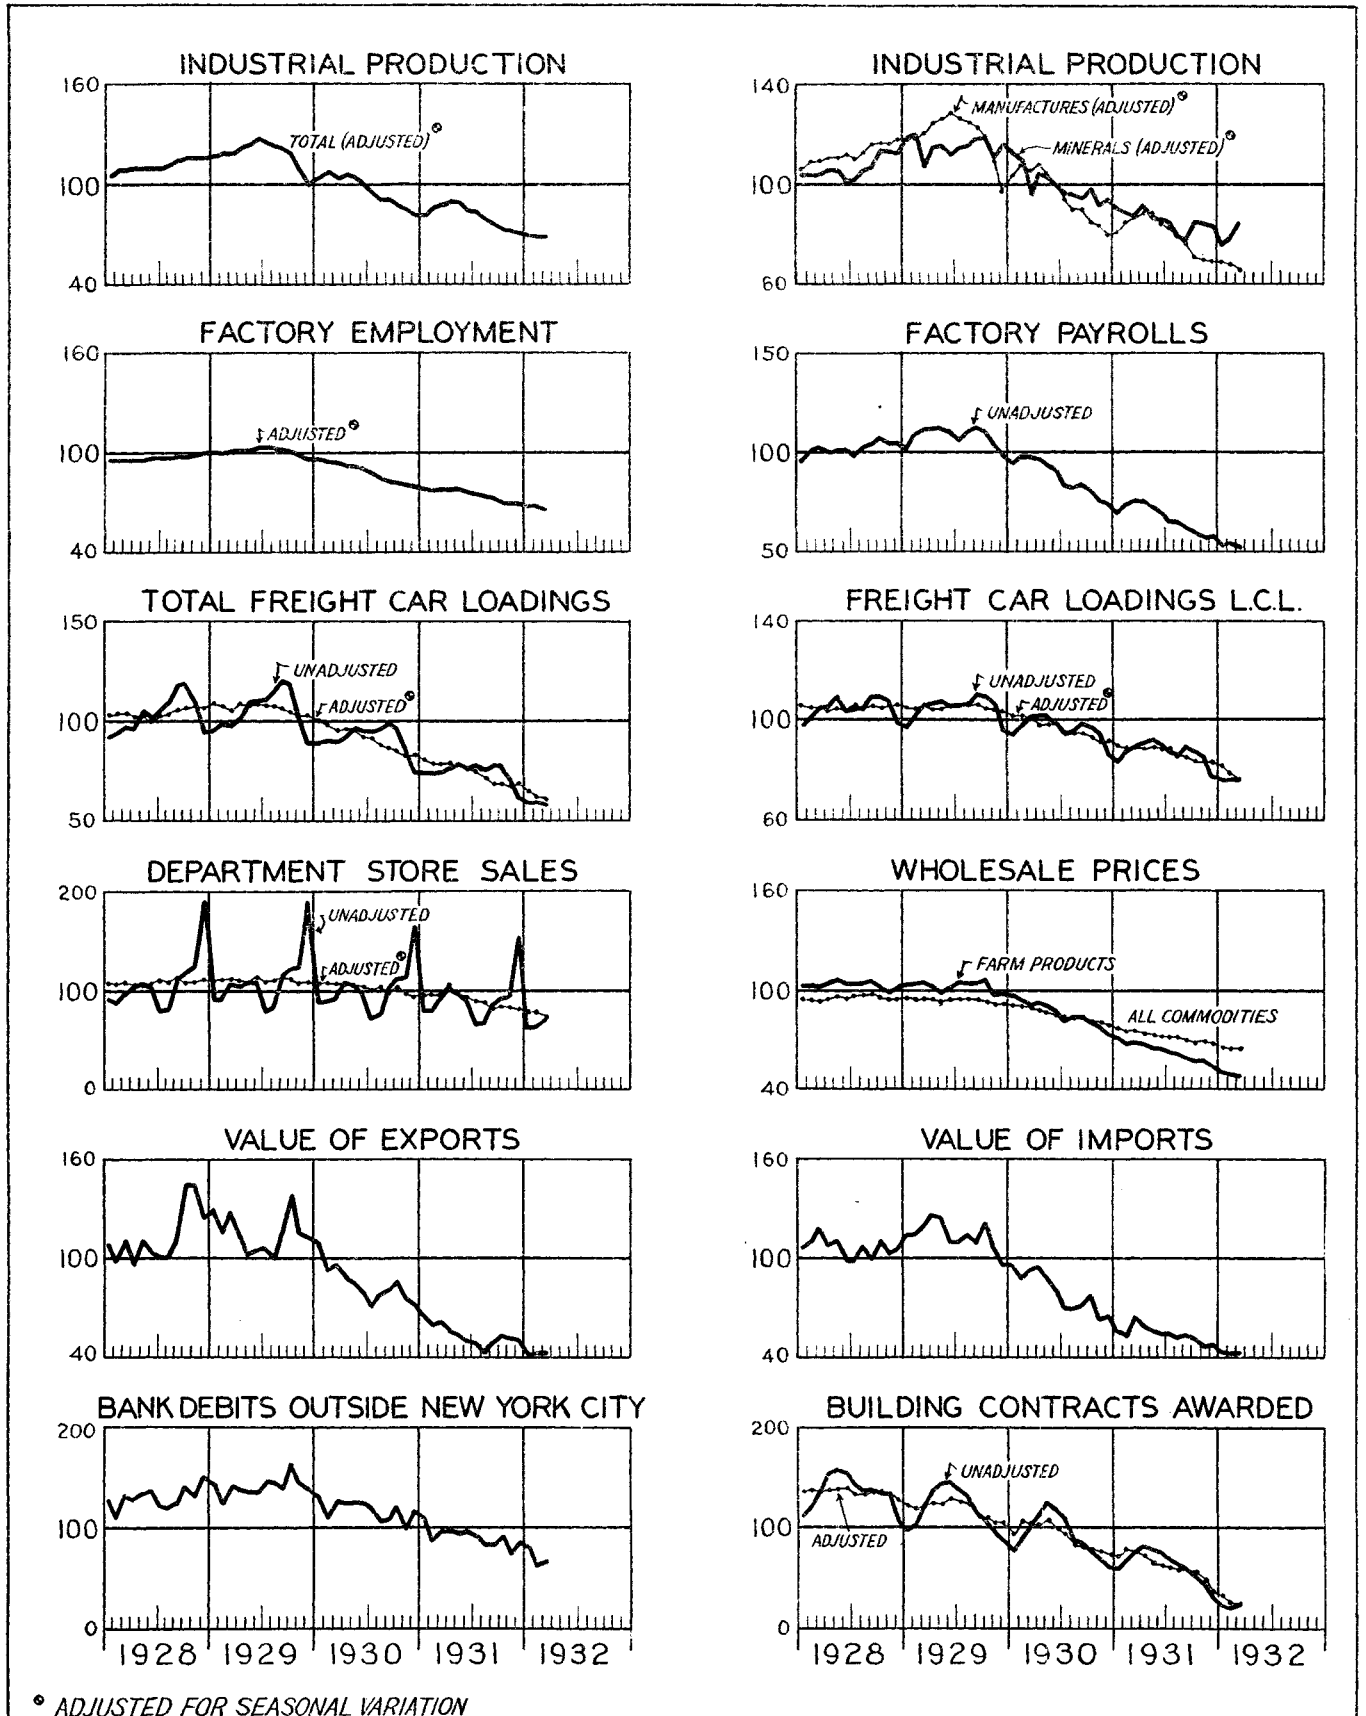 INDUSTRIAL PRODUCTION
160
TOTAL (ADJUSTED)
100
40
INDUSTRIAL PRODUCTION
140
MANUFACTURES (ADJUSTED)
MINERALS (ADJUSTED)
100
60
FACTORY EMPLOYMENT
160
ADJUSTED
100
40
FACTORY PAYROLLS
150
UNADJUSTED
100
50
TOTAL FREIGHT CAR LOADINGS
150
UNADJUSTED
ADJUSTED
100
50
FREIGHT CAR LOADINGS L.C.L.
140
UNADJUSTED
ADJUSTED
100
60
DEPARTMENT STORE SALES
200
UNADJUSTED
ADJUSTED
100
0
WHOLESALE PRICES
160
FARM PRODUCTS
100
ALL COMMODITIES
40
VALUE OF EXPORTS
160
100
40
VALUE OF IMPORTS
160
100
40
BANK DEBITS OUTSIDE NEW YORK CITY
200
100
0
1928 1929 1930 1931 1932
BUILDING CONTRACTS AWARDED
200
UNADJUSTED
100
ADJUSTED
0
1928 1929 1930 1931 1932
ADJUSTED FOR SEASONAL VARIATION